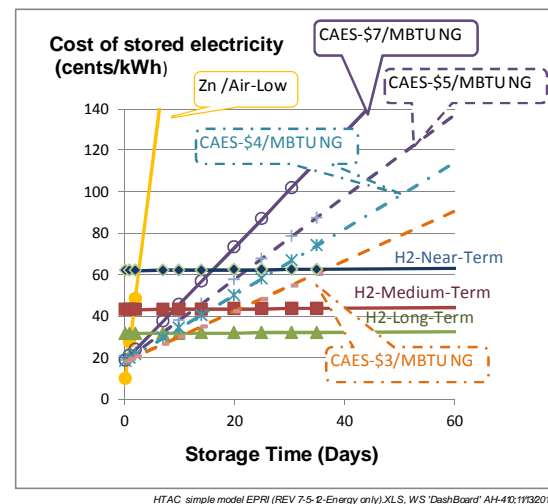 Cost of stored electricity
(cents/kWh)
CAES-$7/MBTU NG
Zn /Air-Low
CAES-$5/MBTU NG
CAES-$4/MBTU NG
140
120
100
80
60
40
20
0
H2-Near-Term
H2-Medium-Term
H2-Long-Term
CAES-$3/MBTU NG
0 20 40 60
Storage Time (Days)
HTAC simple model EPRI (REV 7-5-12-Energy only).XLS, WS 'DashBoard' AH-410;